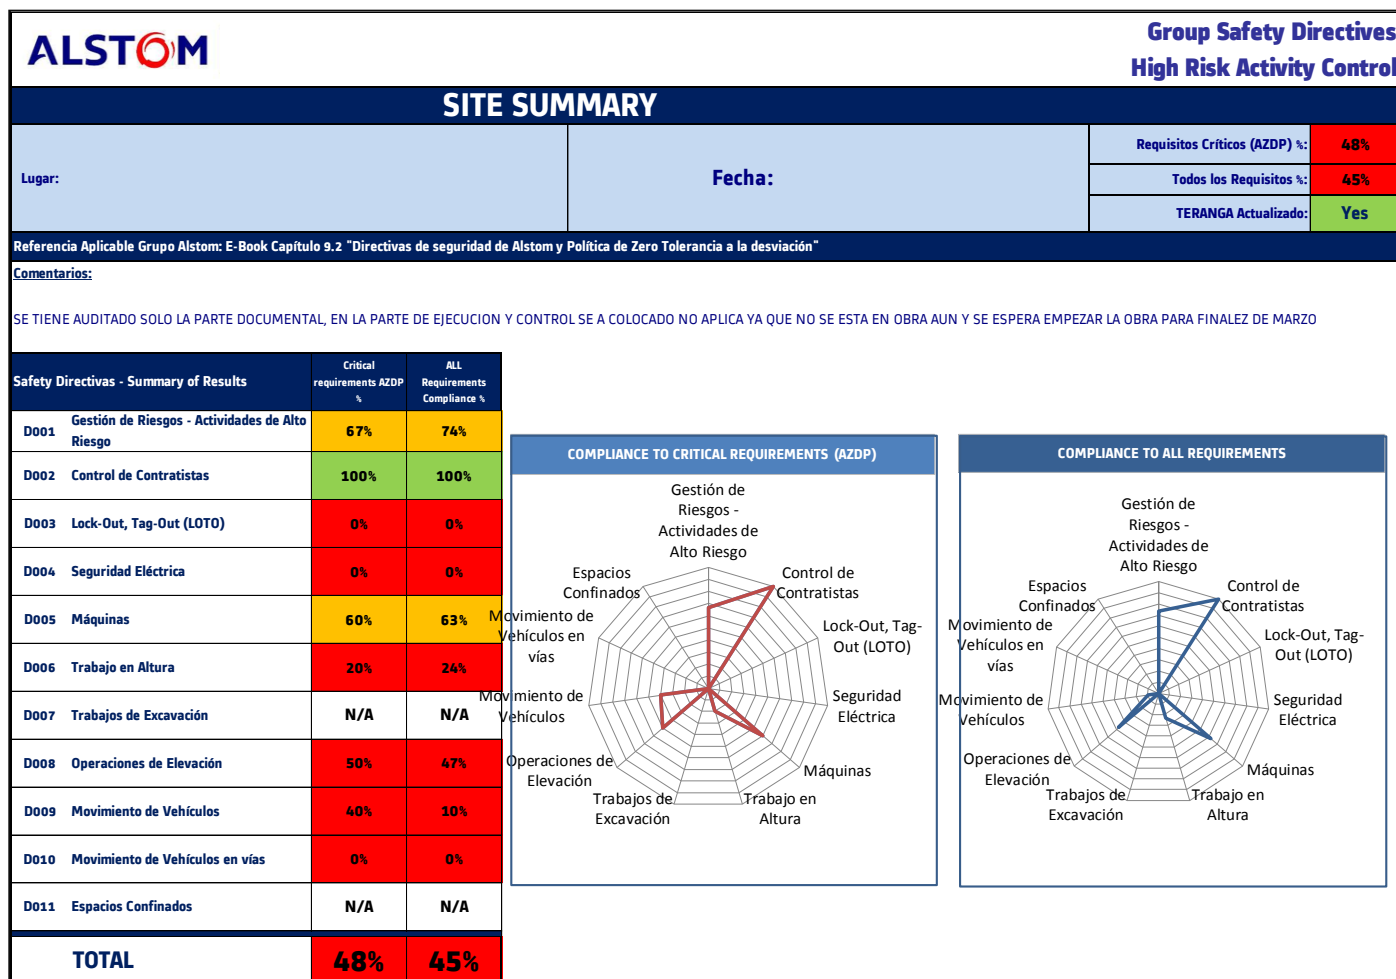 ALSTOM
Group Safety Directives
High Risk Activity Control
SITE SUMMARY
Lugar:
Fecha:
Requisitos Críticos (AZDP) %: 48%
Todos los Requisitos %: 45%
TERANGA Actualizado: Yes
Referencia Aplicable Grupo Alstom: E-Book Capítulo 9.2 "Directivas de seguridad de Alstom y Política de Zero Tolerancia a la desviación"
Comentarios:
SE TIENE AUDITADO SOLO LA PARTE DOCUMENTAL, EN LA PARTE DE EJECUCION Y CONTROL SE A COLOCADO NO APLICA YA QUE NO SE ESTA EN OBRA AUN Y SE ESPERA EMPEZAR LA OBRA PARA FINALEZ DE MARZO
Safety Directivas - Summary of Results
Critical
requirements AZDP
%
ALL
Requirements
Compliance %
D001 Gestión de Riesgos - Actividades de Alto
Riesgo
67% 74%
D002 Control de Contratistas 100% 100%
D003 Lock-Out, Tag-Out (LOTO) 0% 0%
D004 Seguridad Eléctrica 0% 0%
D005 Máquinas 60% 63%
D006 Trabajo en Altura 20% 24%
D007 Trabajos de Excavación N/A N/A
D008 Operaciones de Elevación 50% 47%
D009 Movimiento de Vehículos 40% 10%
D010 Movimiento de Vehículos en vías 0% 0%
D011 Espacios Confinados N/A N/A
TOTAL 48% 45%
COMPLIANCE TO CRITICAL REQUIREMENTS (AZDP)
Gestión de
Riesgos -
Actividades de
Alto Riesgo
Control de
Contratistas
Lock-Out, Tag-
Out (LOTO)
Seguridad
Eléctrica
Máquinas
Trabajo en
Altura
Trabajos de
Excavación
Operaciones de
Elevación
Movimiento de
Vehículos
Movimiento de
Vehículos en
vías
Espacios
Confinados
COMPLIANCE TO ALL REQUIREMENTS
Gestión de
Riesgos -
Actividades de
Alto Riesgo
Control de
Contratistas
Lock-Out, Tag-
Out (LOTO)
Seguridad
Eléctrica
Máquinas
Trabajo en
Altura
Trabajos de
Excavación
Operaciones de
Elevación
Movimiento de
Vehículos
Movimiento de
Vehículos en
vías
Espacios
Confinados